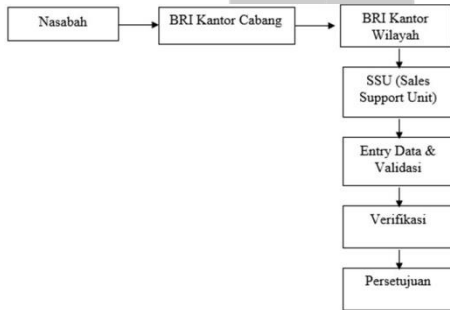 Nasabah
BRI Kantor Cabang
BRI Kantor
Wilayah
SSU (Sales
Support Unit)
Entry Data &
Validasi
Verifikasi
Persetujuan